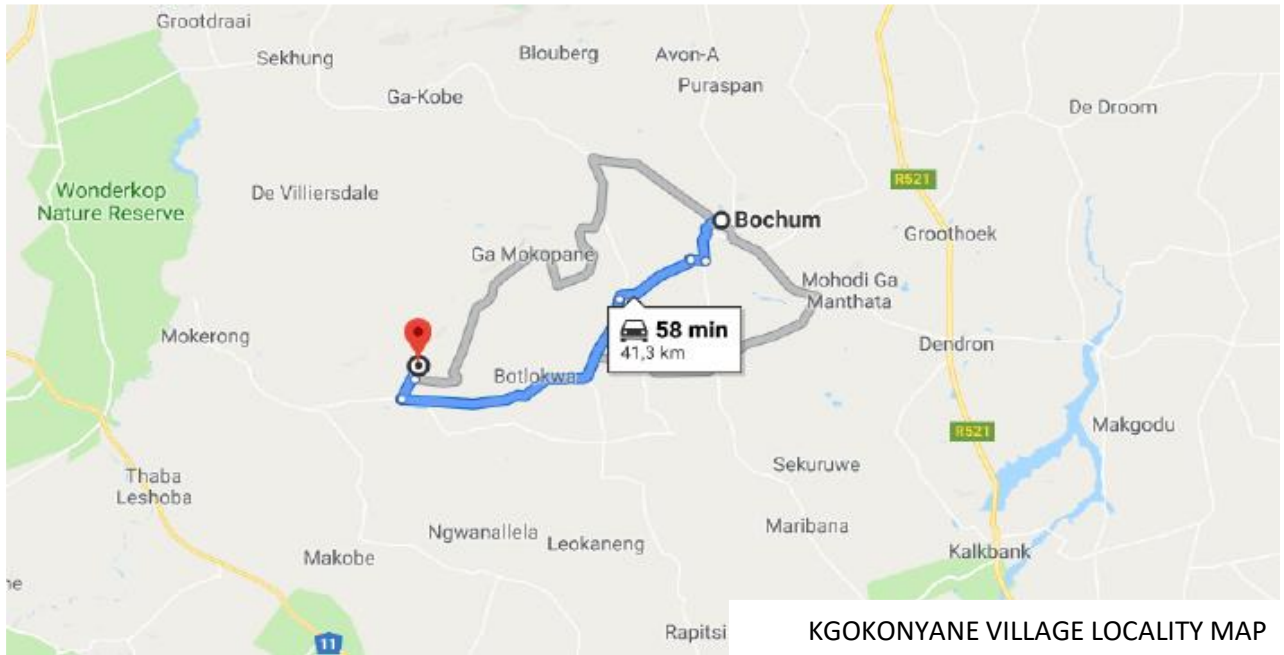 Grootdraai
Sekhung
Blouberg
Avon-A
Puraspan
Ga-Kobe
De Droom
R521
Wonderkop
Nature Reserve
De Villiersdale
Bochum
Groothoek
Ga Mokopane
Mohodi Ga
Manthata
58 min
41,3 km
Mokerong
Dendron
Botlokwa
Makgodu
R521
Thaba
Leshoba
Sekuruwe
Maribana
Ngwanallela
Leokaneng
Makobe
Kalkbank
ne
11
Rapitsi
KGOKONYANE VILLAGE LOCALITY MAP